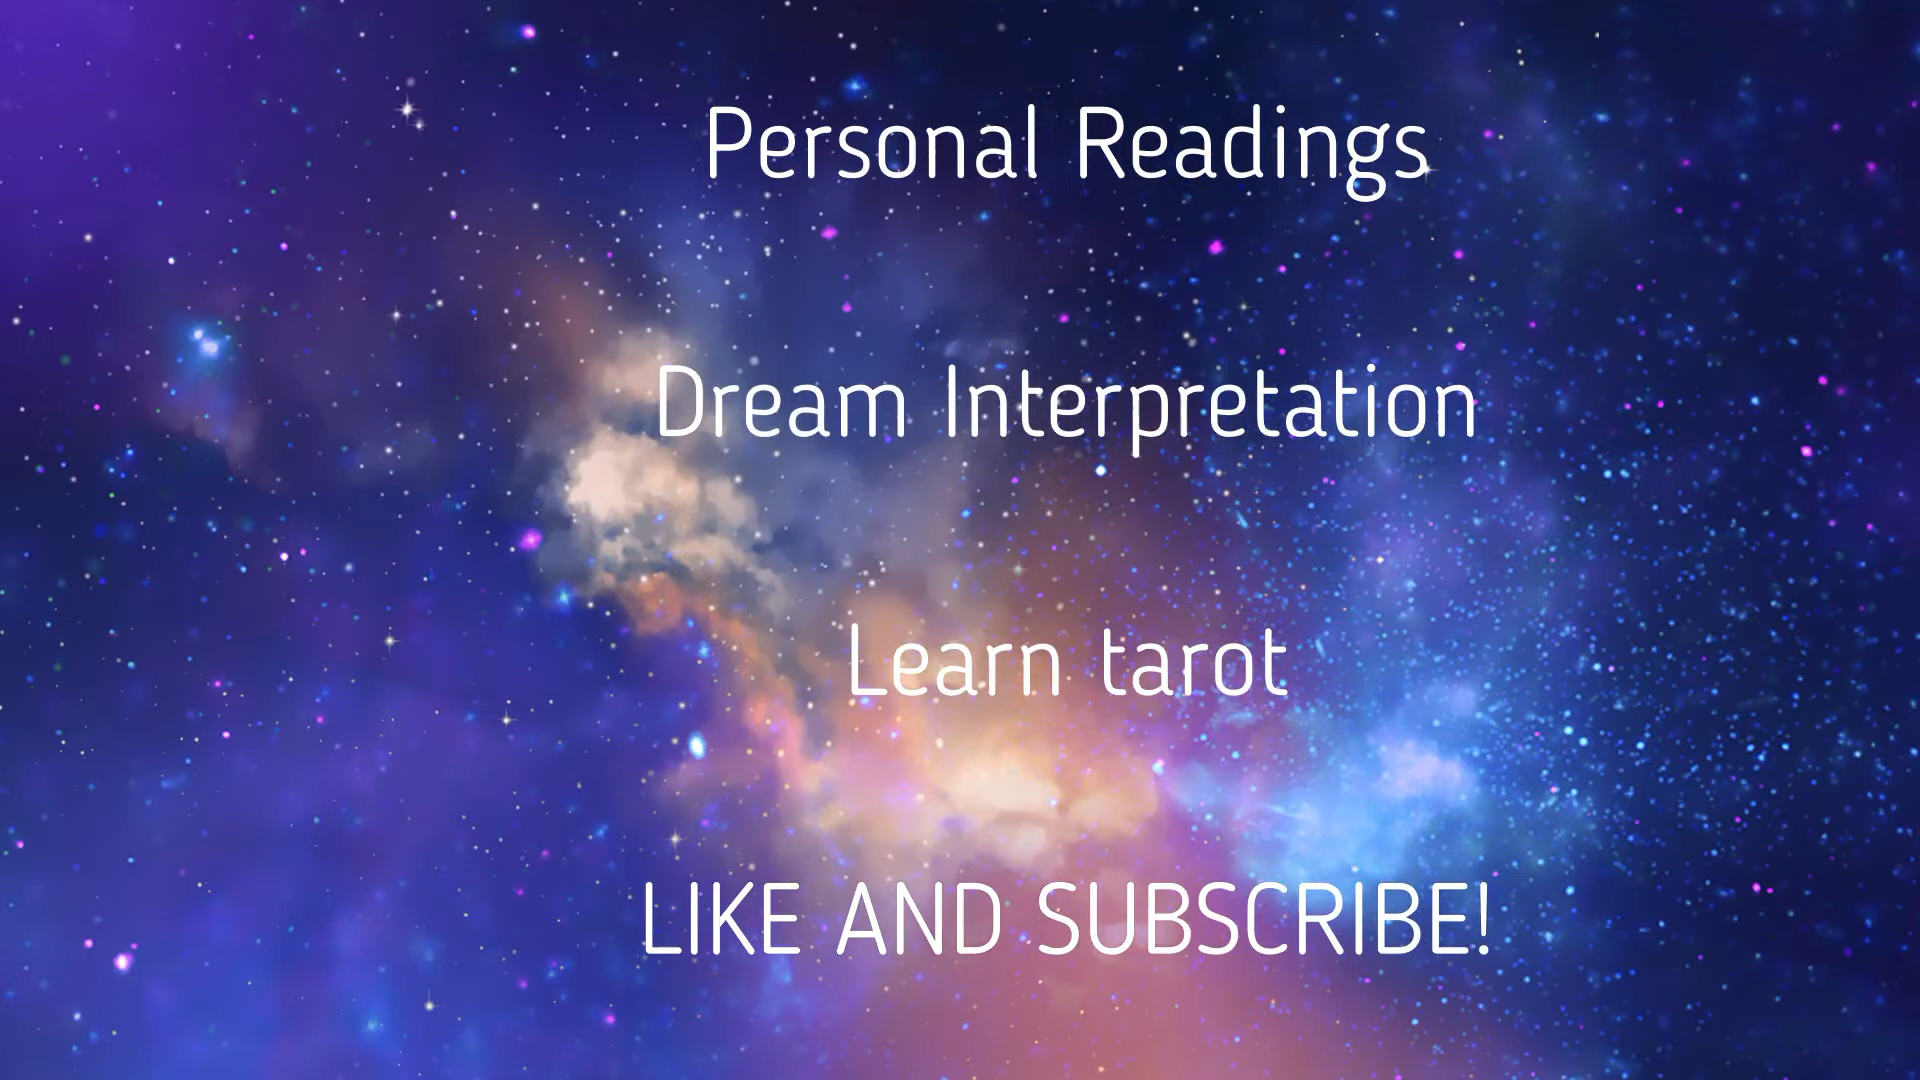 Personal Readings
Dream Interpretation
Learn tarot
LIKE AND SUBSCRIBE!